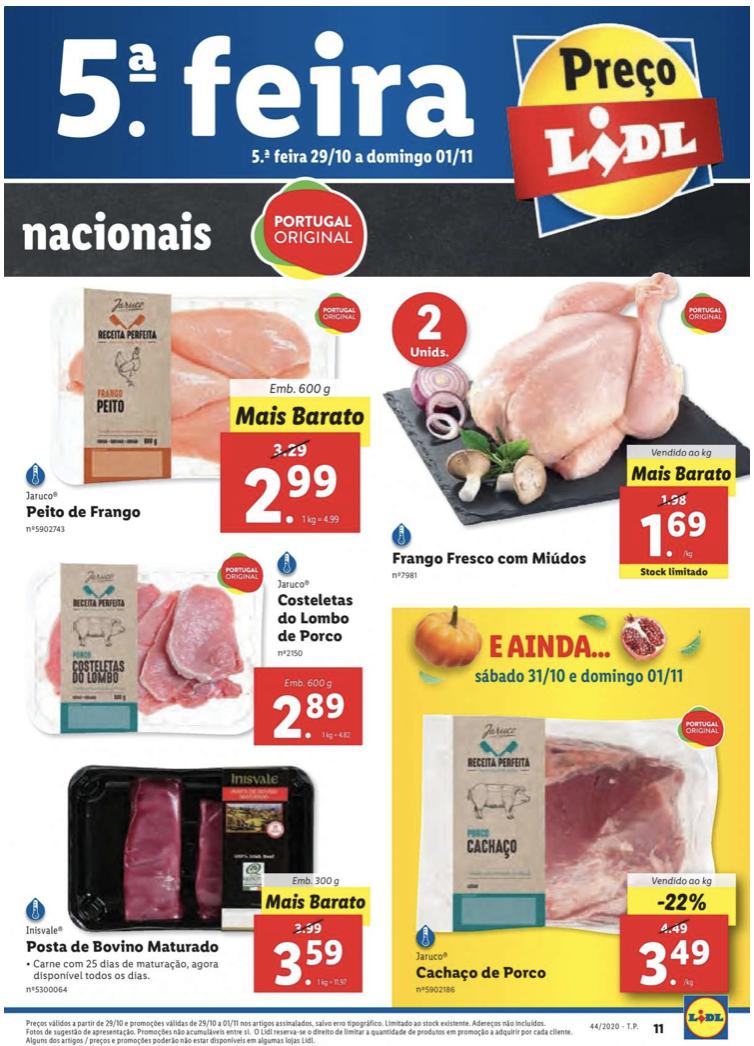 5.ª feira
5.ª feira 29/10 a domingo 01/11
Preço
LIDL
nacionais
PORTUGAL
ORIGINAL
Jaruco
RECEITA PERFEITA
FRANGO
PEITO
600 g
PORTUGAL
ORIGINAL
Emb. 600 g
Mais Barato
3.29
2.99
1 kg = 4.99
Jaruco®
Peito de Frango
nº5902743
2
Unids.
PORTUGAL
ORIGINAL
Vendido ao kg
Mais Barato
1.98
1.69
/kg
Stock limitado
Frango Fresco com Miúdos
nº7981
Jaruco
RECEITA PERFEITA
PORCO
COSTELETAS
DO LOMBO
PORTUGAL
ORIGINAL
Jaruco®
Costeletas
do Lombo
de Porco
nº2150
Emb. 600 g
2.89
1 kg = 4.82
E AINDA...
sábado 31/10 e domingo 01/11
Jaruco
RECEITA PERFEITA
PORCO
CACHAÇO
PORTUGAL
ORIGINAL
Vendido ao kg
-22%
4.49
3.49
/kg
Jaruco®
Cachaço de Porco
nº5902186
Inisvale
100% Irish Beef
Emb. 300 g
Mais Barato
3.99
3.59
1 kg = 11,97
Inisvale®
Posta de Bovino Maturado
• Carne com 25 dias de maturação, agora
disponível todos os dias.
nº5300064
Preços válidos a partir de 29/10 e promoções válidas de 29/10 a 01/11 nos artigos assinalados, salvo erro tipográfico. Limitado ao stock existente. Adereços não incluídos.
Fotos de sugestão de apresentação. Promoções não acumuláveis entre si. O Lidl reserva-se o direito de limitar a quantidade de produtos em promoção a adquirir por cada cliente.
Alguns dos artigos / preços e promoções poderão não estar disponíveis em algumas lojas Lidl.
44/2020 - T.P.
11
LIDL